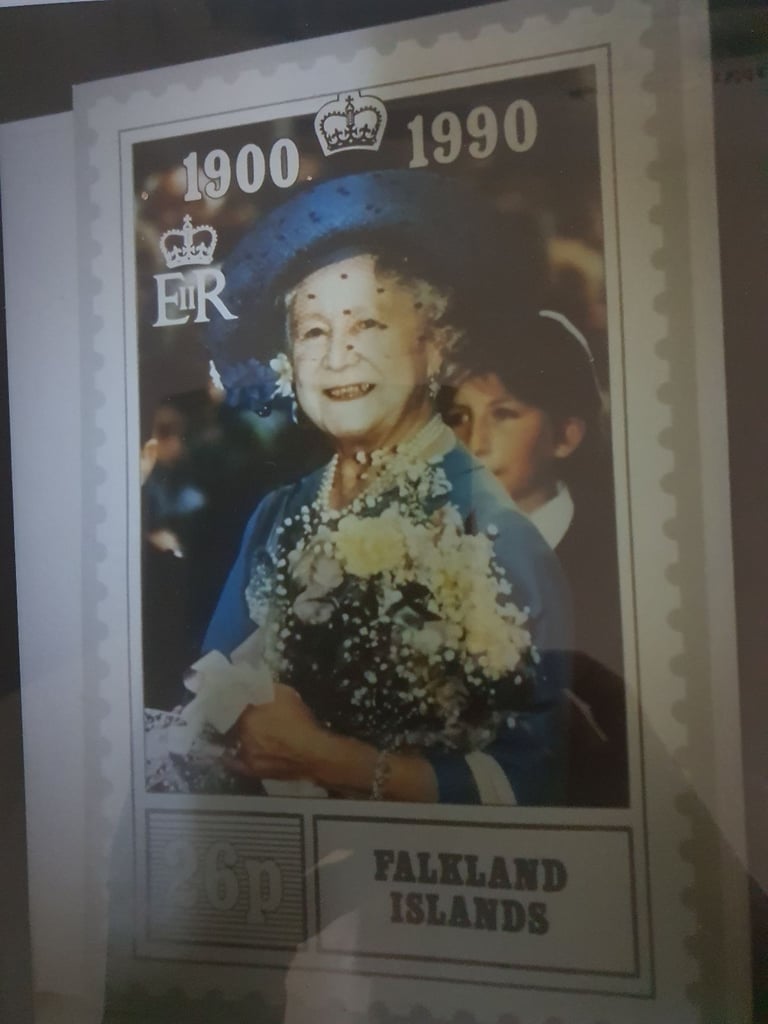 1900 1990
EIIR
26p
FALKLAND
ISLANDS